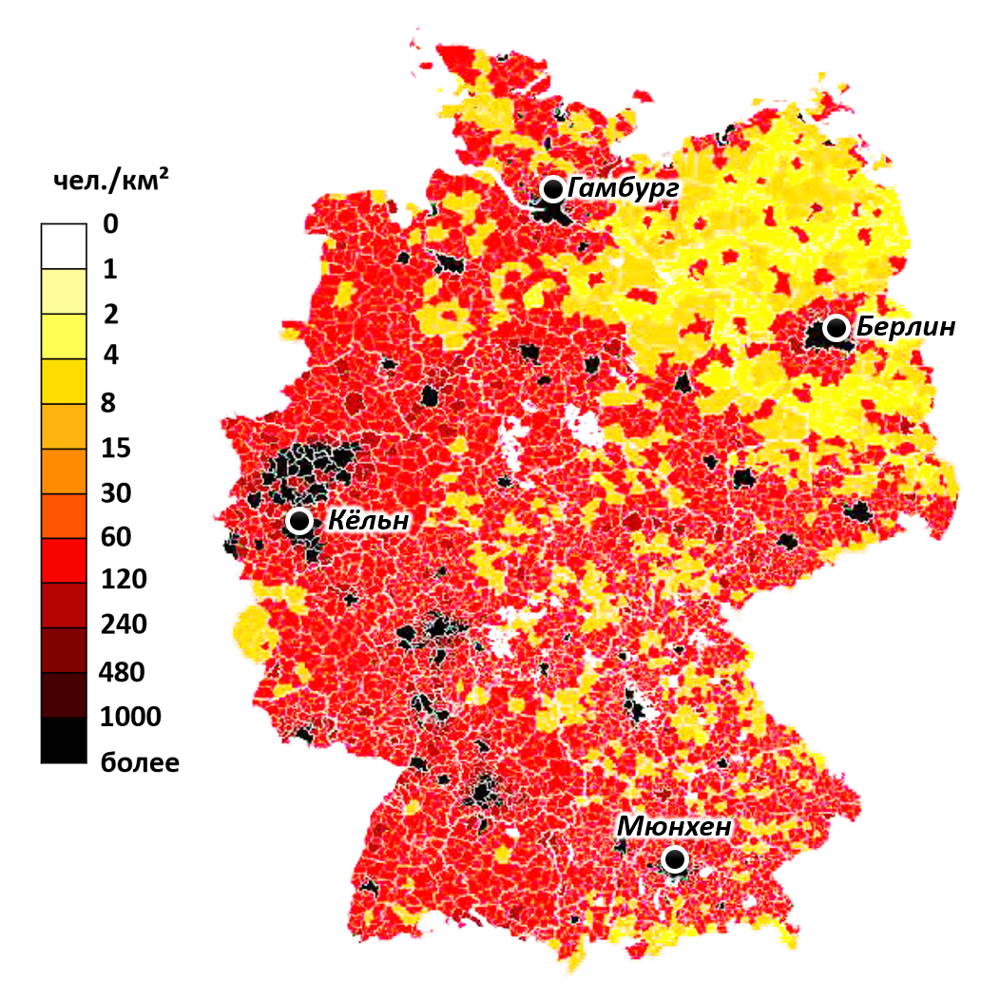 чел./км²
0
1
2
4
8
15
30
60
120
240
480
1000
более
Гамбург
Берлин
Кёльн
Мюнхен